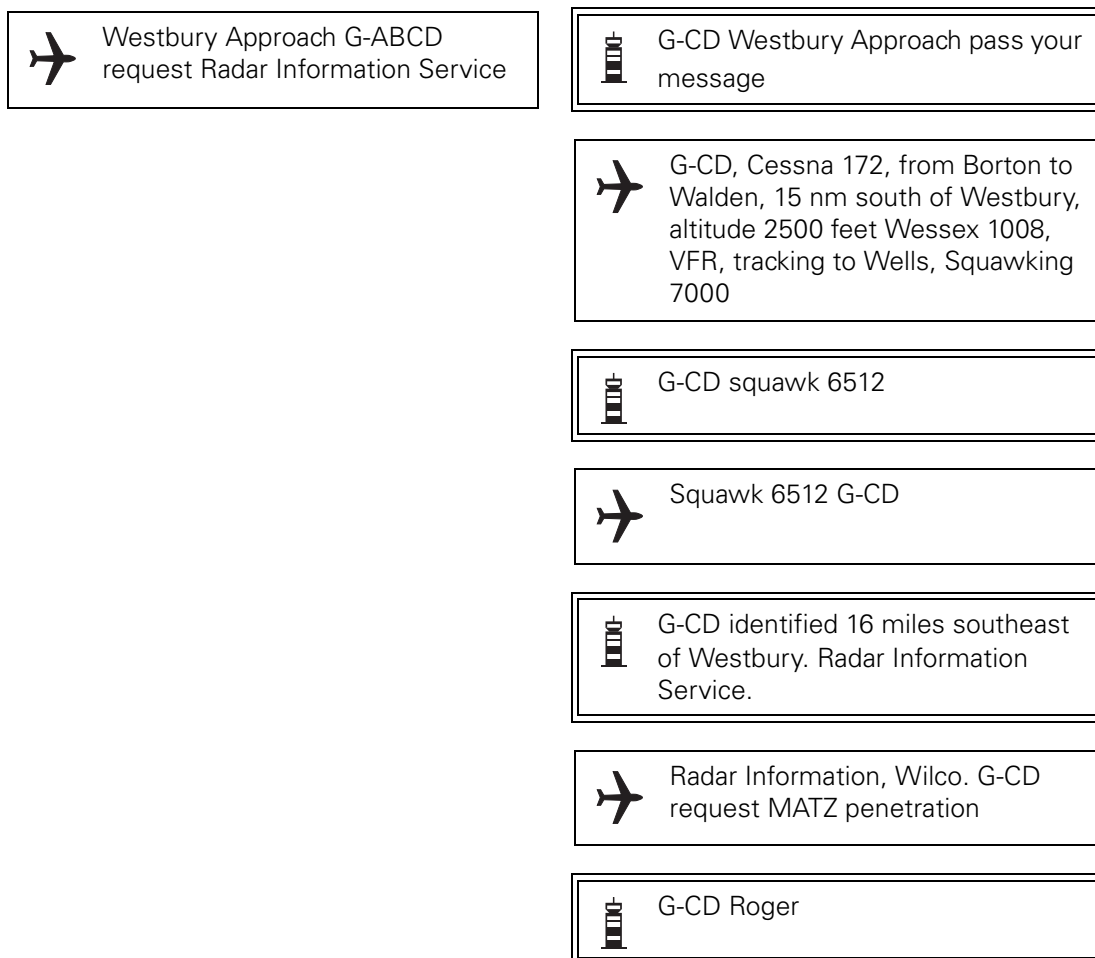 Westbury Approach G-ABCD
request Radar Information Service
G-CD Westbury Approach pass your
message
G-CD, Cessna 172, from Borton to
Walden, 15 nm south of Westbury,
altitude 2500 feet Wessex 1008,
VFR, tracking to Wells, Squawking
7000
G-CD squawk 6512
Squawk 6512 G-CD
G-CD identified 16 miles southeast
of Westbury. Radar Information
Service.
Radar Information, Wilco. G-CD
request MATZ penetration
G-CD Roger